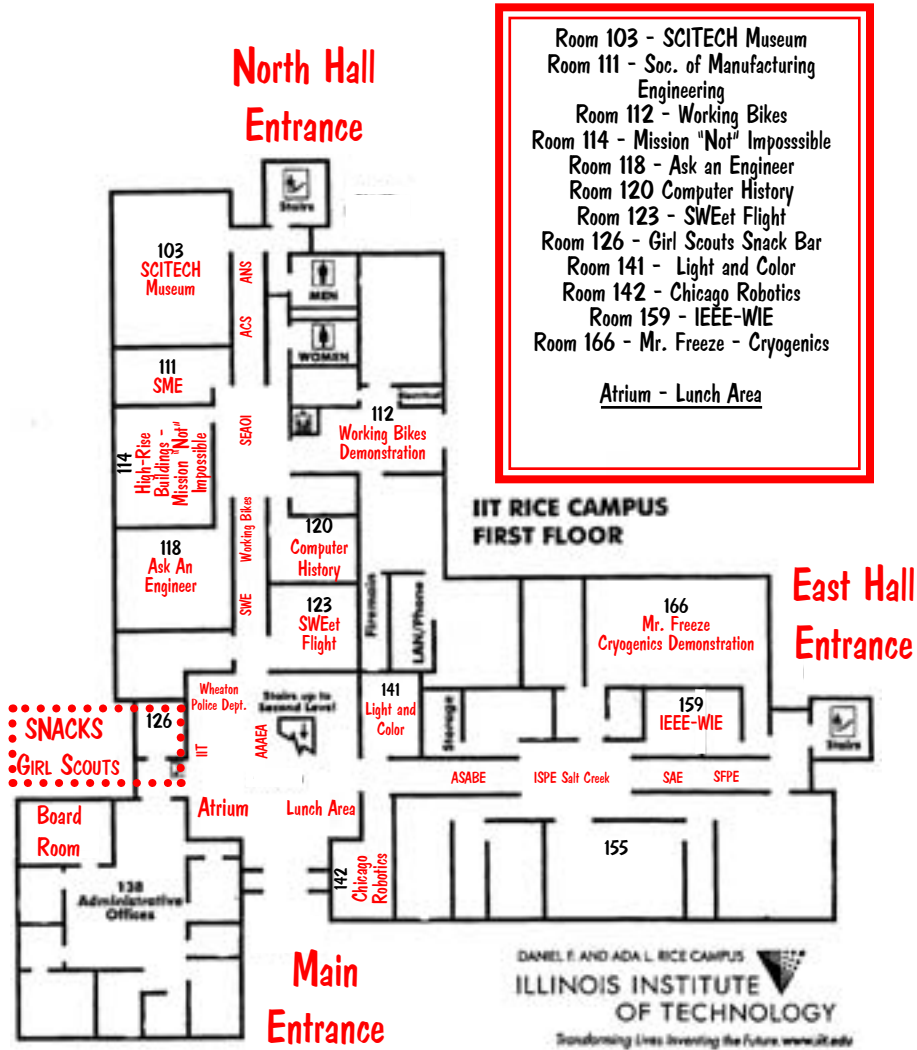 North Hall
Entrance
Room 103 - SCITECH Museum
Room 111 - Soc. of Manufacturing
Engineering
Room 112 - Working Bikes
Room 114 - Mission "Not" Imposssible
Room 118 - Ask an Engineer
Room 120 Computer History
Room 123 - SWEet Flight
Room 126 - Girl Scouts Snack Bar
Room 141 - Light and Color
Room 142 - Chicago Robotics
Room 159 - IEEE-WIE
Room 166 - Mr. Freeze - Cryogenics
Atrium - Lunch Area
Stairs
103
SCITECH
Museum
ANS
MEN
ACS
WOMEN
111
SME
Electrical
112
Working Bikes
Demonstration
SEAOI
114
High-Rise
Buildings -
Mission "Not"
Impossible
IIT RICE CAMPUS
FIRST FLOOR
Working Bikes
120
Computer
History
118
Ask An
Engineer
SWE
123
SWEet
Flight
Firemain
LAN/Phone
166
Mr. Freeze
Cryogenics Demonstration
East Hall
Entrance
Wheaton
Police Dept.
Stairs up to
Second Level
141
Light and
Color
Storage
159
IEEE-WIE
Stairs
126
SNACKS
GIRL SCOUTS
IIT
AAAEA
ASABE
ISPE Salt Creek
SAE
SFPE
Atrium
Lunch Area
Board
Room
155
142
Chicago
Robotics
138
Administrative
Offices
Main
Entrance
DANIEL F. AND ADA L. RICE CAMPUS
ILLINOIS INSTITUTE
OF TECHNOLOGY
Transforming Lives. Inventing the Future. www.iit.edu